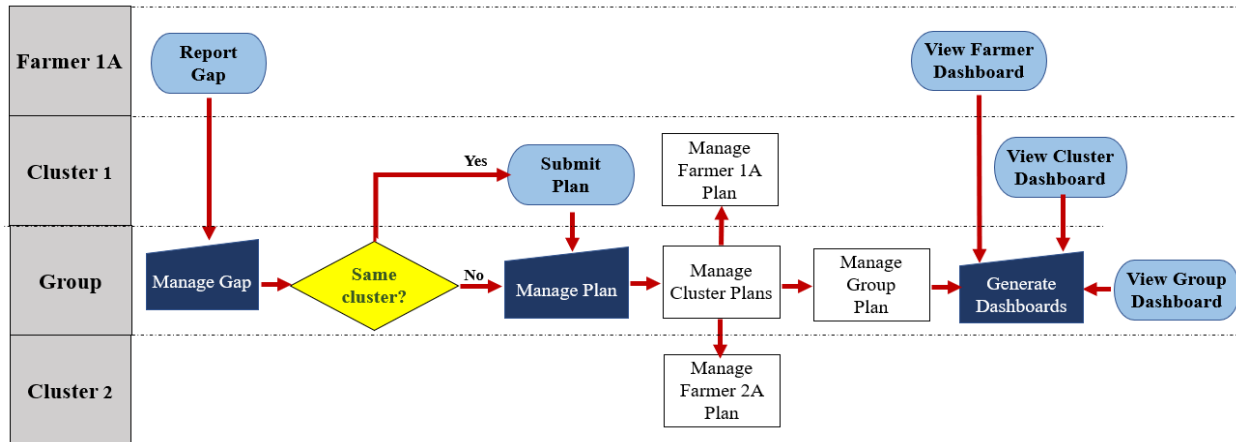 Farmer 1A
Report
Gap
View Farmer
Dashboard
Cluster 1
Yes
Submit
Plan
Manage
Farmer 1A
Plan
View Cluster
Dashboard
Group
Manage Gap
Same
cluster?
No
Manage Plan
Manage
Cluster Plans
Manage
Group
Plan
Generate
Dashboards
View Group
Dashboard
Cluster 2
Manage
Farmer 2A
Plan